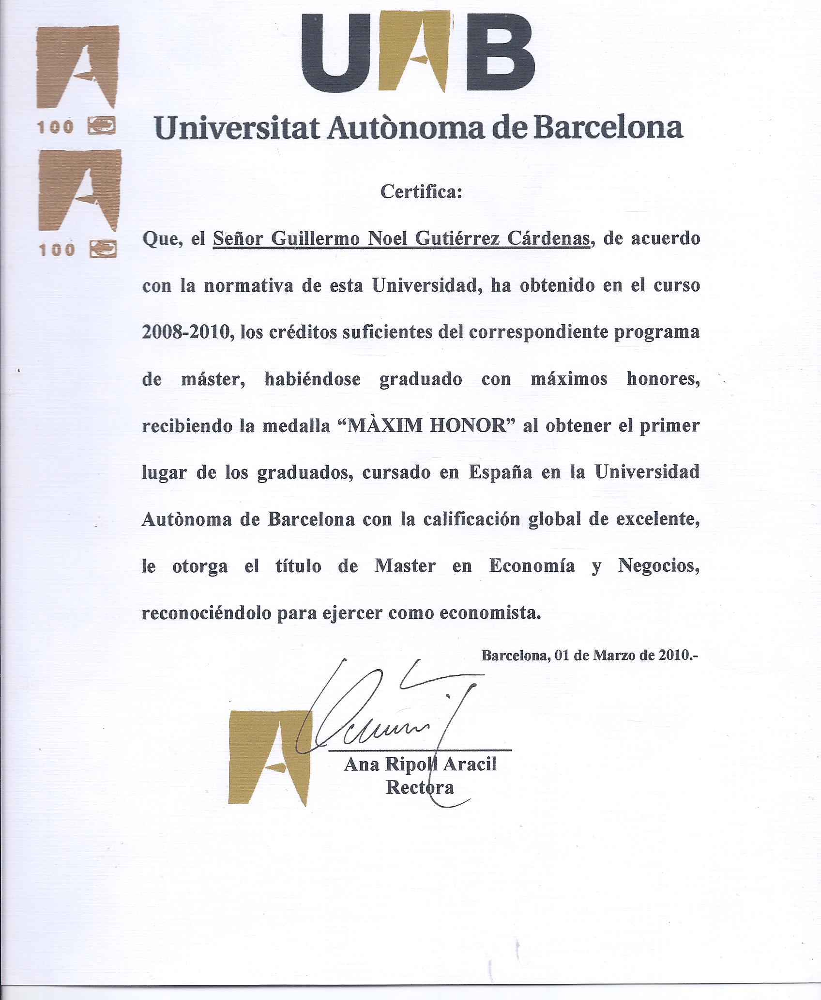 UAB
Universitat Autònoma de Barcelona
100
100
Certifica:
Que, el Señor Guillermo Noel Gutiérrez Cárdenas, de acuerdo
con la normativa de esta Universidad, ha obtenido en el curso
2008-2010, los créditos suficientes del correspondiente programa
de máster, habiéndose graduado con máximos honores,
recibiendo la medalla “MÀXIM HONOR” al obtener el primer
lugar de los graduados, cursado en España en la Universidad
Autònoma de Barcelona con la calificación global de excelente,
le otorga el título de Master en Economía y Negocios,
reconociéndolo para ejercer como economista.
Barcelona, 01 de Marzo de 2010.-
Ana Ripoll Aracil
Rectora